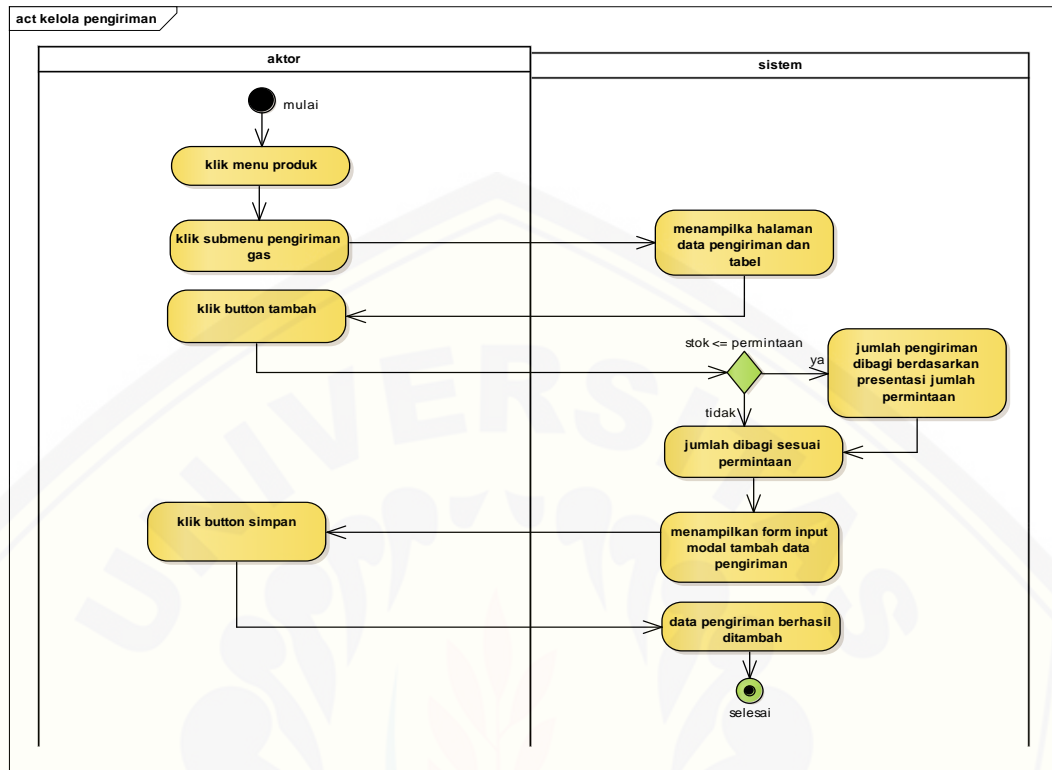 act kelola pengiriman
aktor
sistem
mulai
klik menu produk
klik submenu pengiriman
gas
menampilka halaman
data pengiriman dan
tabel
klik button tambah
stok <= permintaan
ya
jumlah pengiriman
dibagi berdasarkan
presentasi jumlah
permintaan
tidak
jumlah dibagi sesuai
permintaan
klik button simpan
menampilkan form input
modal tambah data
pengiriman
data pengiriman berhasil
ditambah
selesai
UNIVERSITAS